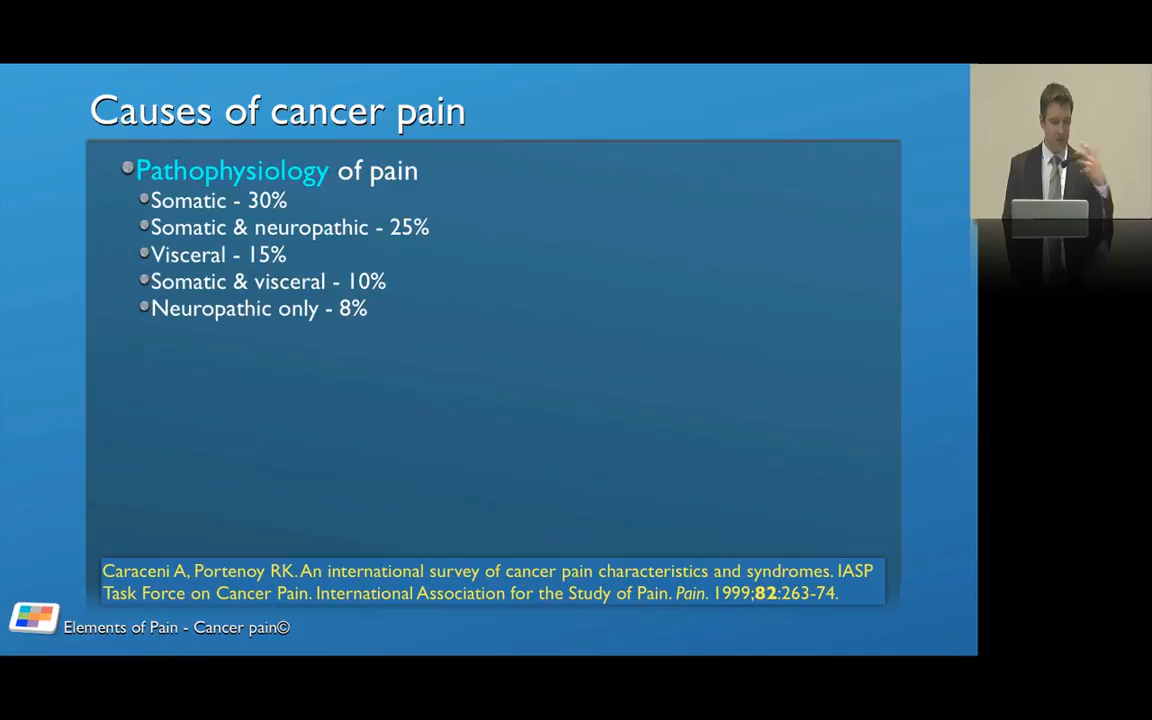 Causes of cancer pain
Pathophysiology of pain
Somatic - 30%
Somatic & neuropathic - 25%
Visceral - 15%
Somatic & visceral - 10%
Neuropathic only - 8%
Caraceni A, Portenoy RK. An international survey of cancer pain characteristics and syndromes. IASP
Task Force on Cancer Pain. International Association for the Study of Pain. Pain. 1999;82:263-74.
Elements of Pain - Cancer pain©